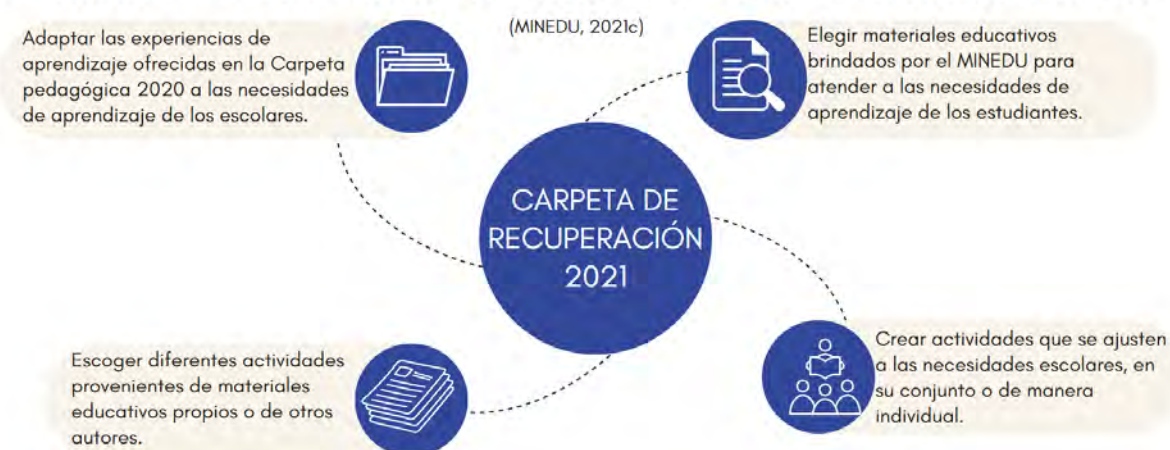 (MINEDU, 2021c)
Adaptar las experiencias de
aprendizaje ofrecidas en la Carpeta
pedagógica 2020 a las necesidades
de aprendizaje de los escolares.
Elegir materiales educativos
brindados por el MINEDU para
atender a las necesidades de
aprendizaje de los estudiantes.
CARPETA DE
RECUPERACIÓN
2021
Escoger diferentes actividades
provenientes de materiales
educativos propios o de otros
autores.
Crear actividades que se ajusten
a las necesidades escolares, en
su conjunto o de manera
individual.